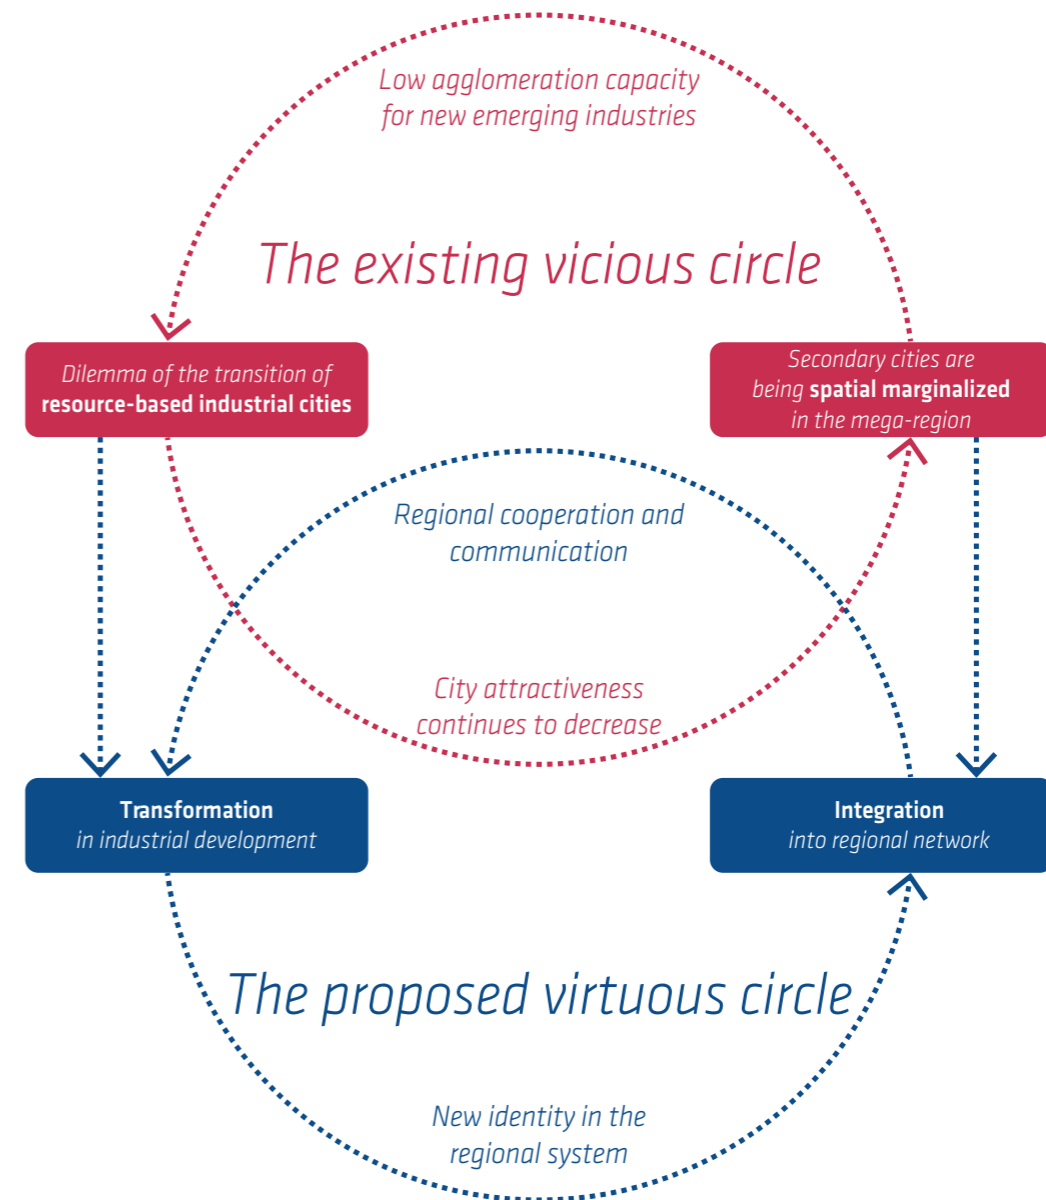 Low agglomeration capacity
for new emerging industries
The existing vicious circle
Dilemma of the transition of
resource-based industrial cities
Secondary cities are
being spatial marginalized
in the mega-region
Regional cooperation and
communication
City attractiveness
continues to decrease
Transformation
in industrial development
Integration
into regional network
The proposed virtuous circle
New identity in the
regional system